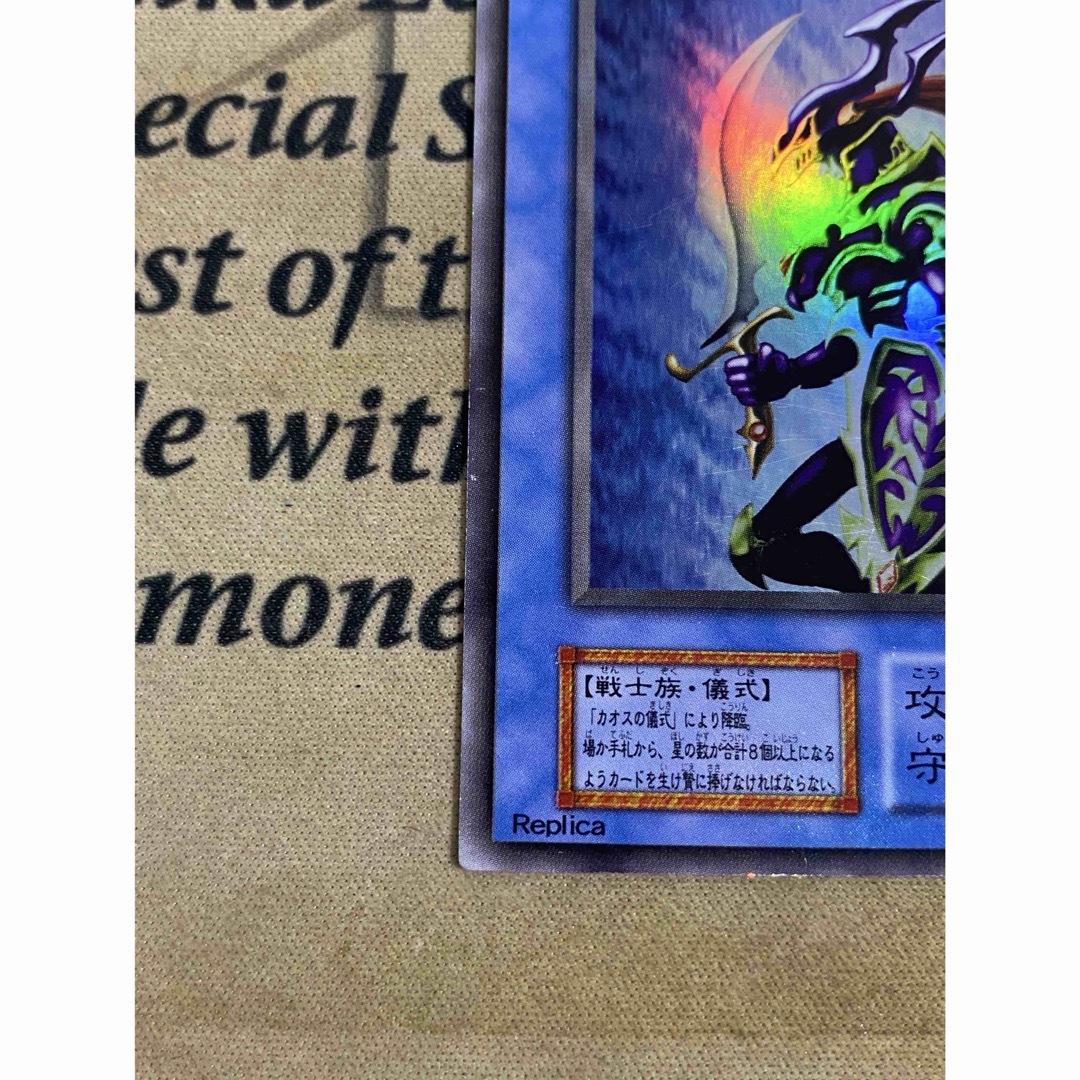 ecial S
st of t
le with
mone
【戦士族・儀式】
「カオスの儀式」により降臨。
場か手札から、星の数が合計8個以上になる
ようカードを生け贄に捧げなければならない。
攻
守
Replica